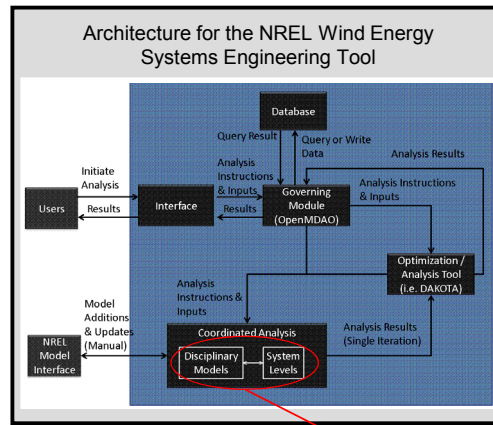 Architecture for the NREL Wind Energy
Systems Engineering Tool
Database
Query Result
Query or Write
Data
Analysis Results
Initiate
Analysis
Analysis
Instructions
& Inputs
Analysis Instructions
& Inputs
Users
Interface
Governing
Module
(OpenMDAO)
Results
Results
Optimization /
Analysis Tool
(i.e. DAKOTA)
Model
Additions
& Updates
(Manual)
Analysis
Instructions &
Inputs
Coordinated Analysis
Analysis Results
(Single Iteration)
NREL
Model
Interface
Disciplinary
Models
System
Levels